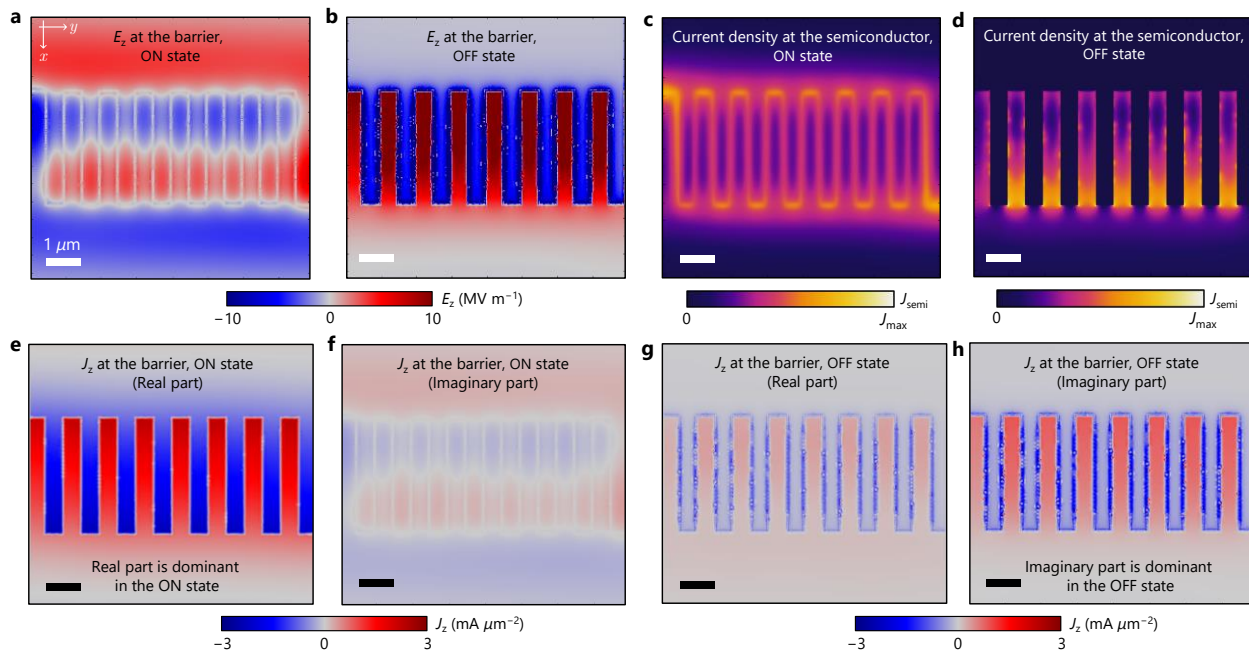 a
y
x
E_z at the barrier,
ON state
1 μm
b
E_z at the barrier,
OFF state
c
Current density at the semiconductor,
ON state
d
Current density at the semiconductor,
OFF state
E_z (MV m⁻¹)
−10
0
10
J_semi
0
J_max
J_semi
0
J_max
e
J_z at the barrier, ON state
(Real part)
Real part is dominant
in the ON state
f
J_z at the barrier, ON state
(Imaginary part)
g
J_z at the barrier, OFF state
(Real part)
h
J_z at the barrier, OFF state
(Imaginary part)
Imaginary part is dominant
in the OFF state
J_z (mA μm⁻²)
−3
0
3
J_z (mA μm⁻²)
−3
0
3